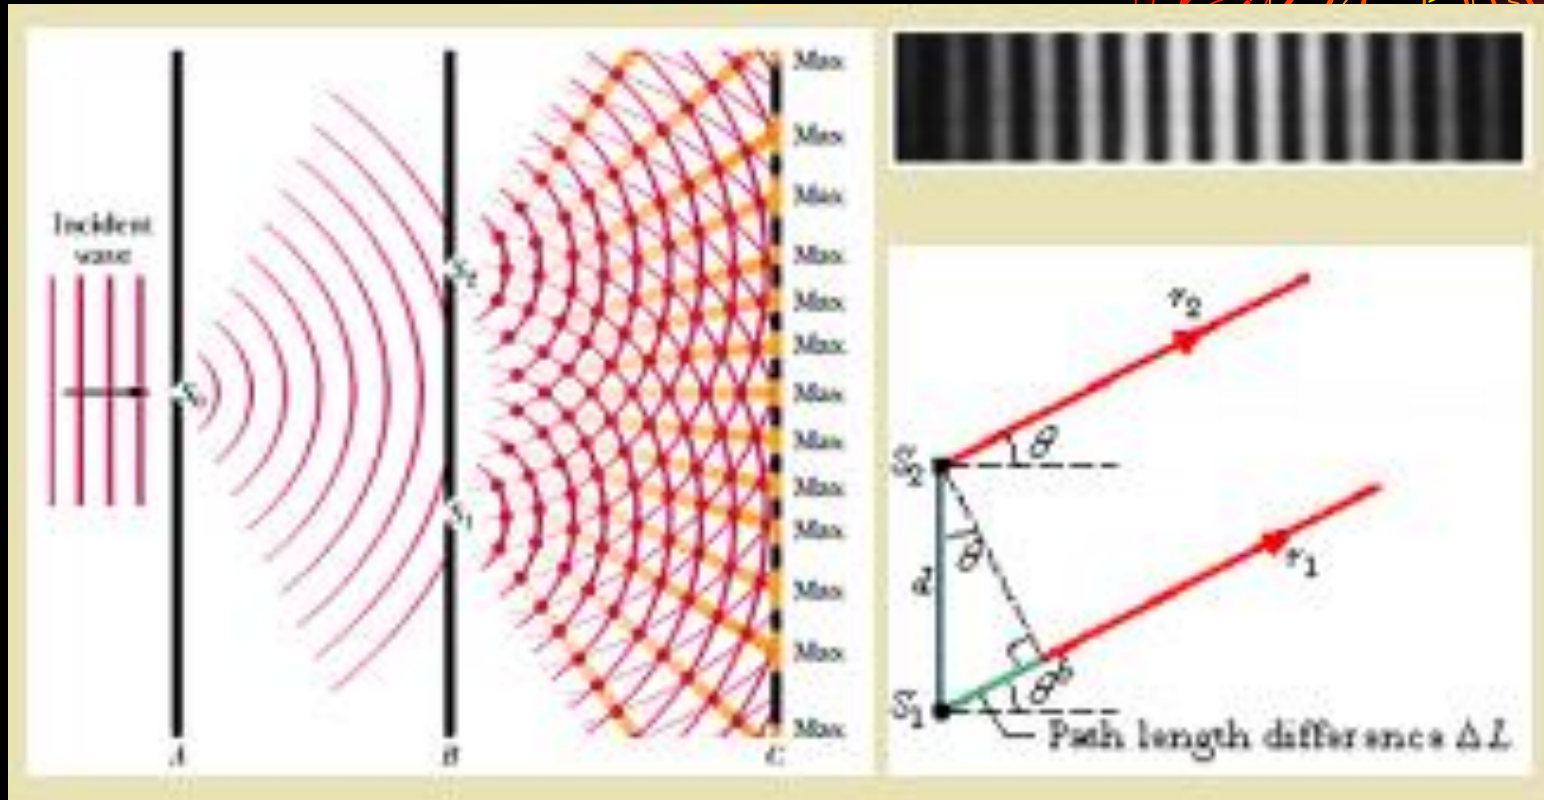 Incident
wave
S₀
S₂
S₁
Max
Max
Max
Max
Max
Max
Max
Max
Max
Max
Max
Max
Max
A
B
C
r₂
θ
S₂
θ
d
r₁
b
θ
S₁
Path length difference ΔL